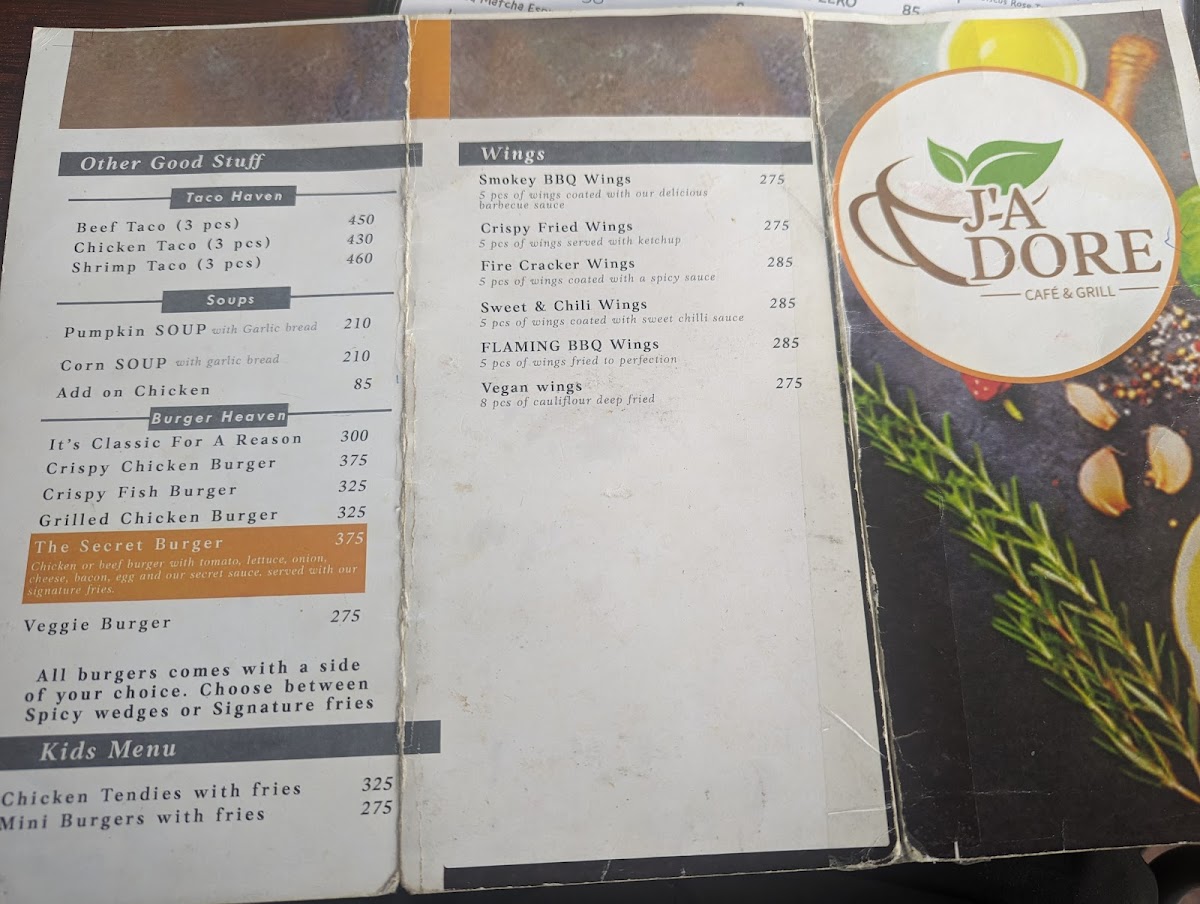 Matcha
85
Rose
Other Good Stuff
Taco Haven
Beef Taco (3 pcs) 450
Chicken Taco (3 pcs) 430
Shrimp Taco (3 pcs) 460
Soups
Pumpkin SOUP with Garlic bread 210
Corn SOUP with garlic bread 210
Add on Chicken 85
Burger Heaven
It's Classic For A Reason 300
Crispy Chicken Burger 375
Crispy Fish Burger 325
Grilled Chicken Burger 325
The Secret Burger 375
Chicken or beef burger with tomato, lettuce, onion,
cheese, bacon, egg and our secret sauce. served with our
signature fries.
Veggie Burger 275
All burgers comes with a side
of your choice. Choose between
Spicy wedges or Signature fries
Kids Menu
Chicken Tendies with fries 325
Mini Burgers with fries 275
Wings
Smokey BBQ Wings 275
5 pcs of wings coated with our delicious
barbecue sauce
Crispy Fried Wings 275
5 pcs of wings served with ketchup
Fire Cracker Wings 285
5 pcs of wings coated with a spicy sauce
Sweet & Chili Wings 285
5 pcs of wings coated with sweet chilli sauce
FLAMING BBQ Wings 285
5 pcs of wings fried to perfection
Vegan wings 275
8 pcs of cauliflour deep fried
J'-A
DORE
CAFÉ & GRILL